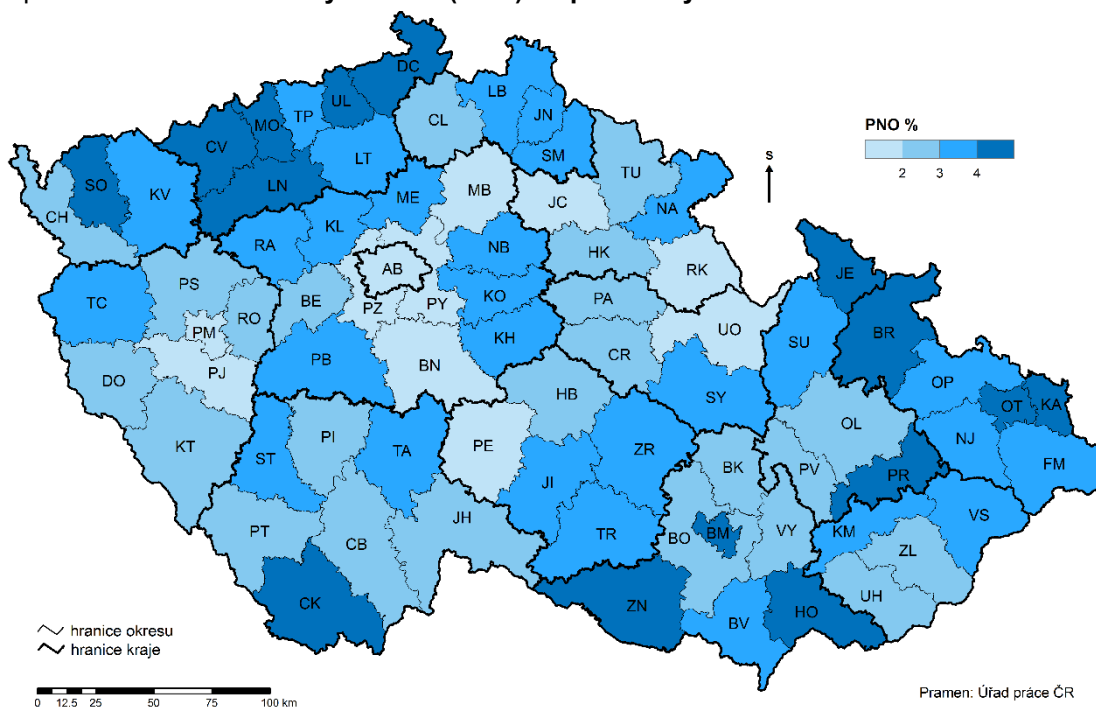 DC
LB
UL
JN
MO
TP
CL
CV
LT
SM
PNO %
2 3 4
S
TU
SO
KV
LN
MB
JC
ME
NA
CH
KL
RA
NB
HK
RK
AB
JE
TC
PS
BE
PZ
PY
KO
PA
RO
PM
UO
BR
KH
SU
CR
PB
BN
PJ
DO
OP
HB
SY
OT
KA
OL
KT
ST
PI
TA
PE
ZR
NJ
FM
BK
PV
PR
JI
VS
PT
CB
JH
TR
BO
BM
VY
KM
ZL
UH
CK
ZN
BV
HO
hranice okresu
hranice kraje
0 12.5 25 50 75 100 km
Pramen: Úřad práce ČR